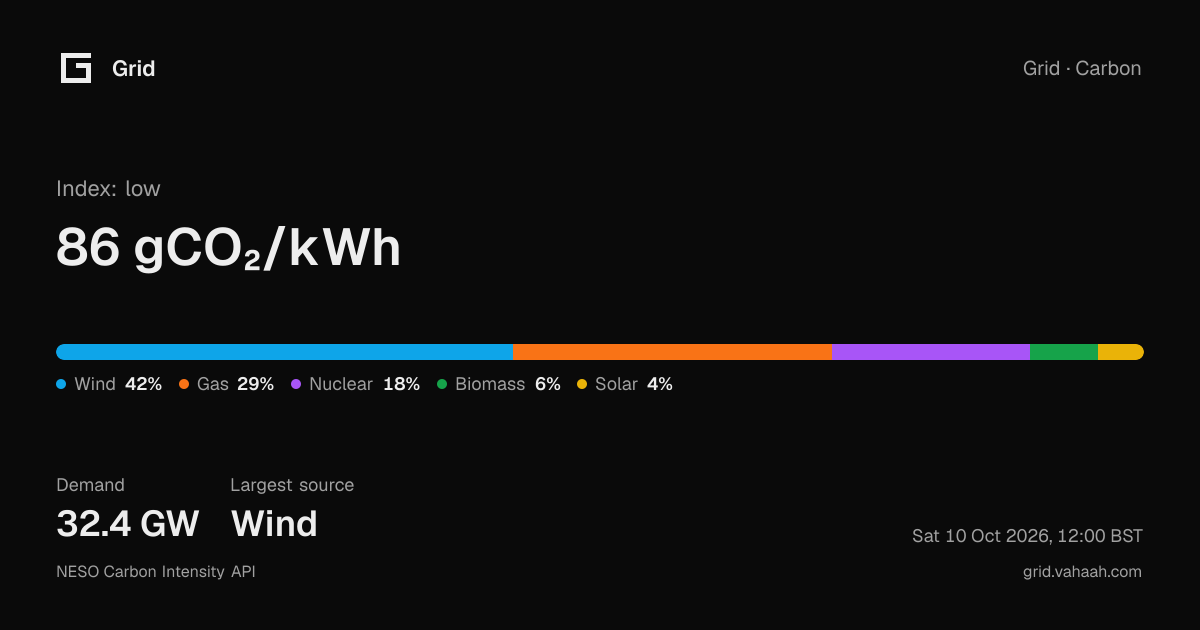 Grid
Grid · Carbon
Index: low
86 gCO₂/kWh
Wind 42% Gas 29% Nuclear 18% Biomass 6% Solar 4%
Demand
32.4 GW
Largest source
Wind
NESO Carbon Intensity API
Sat 10 Oct 2026, 12:00 BST
grid.vahaah.com